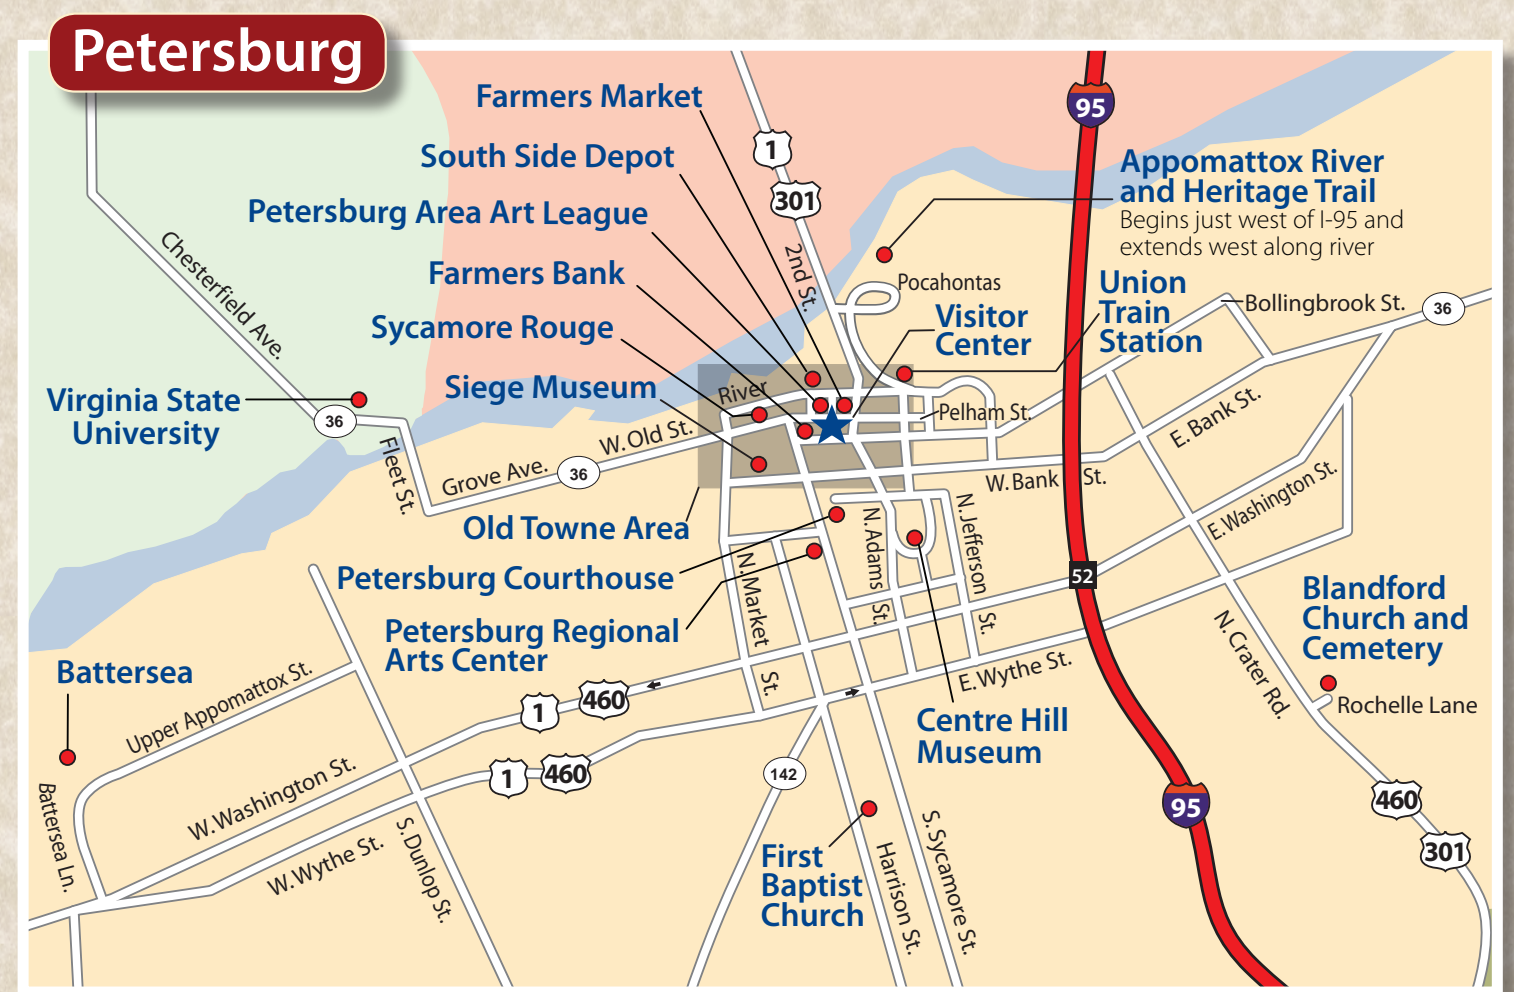 Petersburg
Farmers Market
South Side Depot
Petersburg Area Art League
Farmers Bank
Sycamore Rouge
Siege Museum
Virginia State
University
Old Towne Area
Petersburg Courthouse
Petersburg Regional
Arts Center
Battersea
Appomattox River
and Heritage Trail
Begins just west of I-95 and
extends west along river
Union
Train
Station
Visitor
Center
Pocahontas
Blandford
Church and
Cemetery
Centre Hill
Museum
First
Baptist
Church
Chesterfield Ave.
Fleet St.
Grove Ave.
W. Old St.
River
2nd St.
Pelham St.
Bollingbrook St.
E. Bank St.
W. Bank St.
E. Washington St.
N. Jefferson St.
N. Adams St.
N. Market St.
E. Wythe St.
N. Crater Rd.
Rochelle Lane
Upper Appomattox St.
Battersea Ln.
W. Washington St.
W. Wythe St.
S. Dunlop St.
Harrison St.
S. Sycamore St.
1
301
95
36
36
36
52
1
460
1
460
142
95
460
301